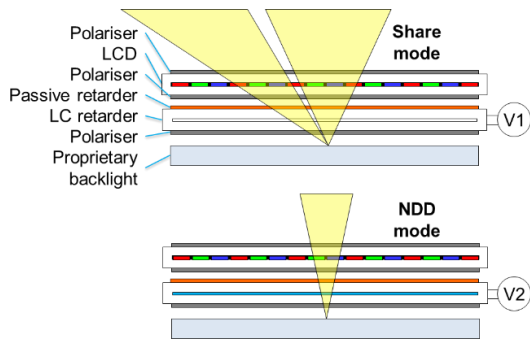 Polariser
LCD
Polariser
Passive retarder
LC retarder
Polariser
Proprietary
backlight
Share
mode
V1
NDD
mode
V2